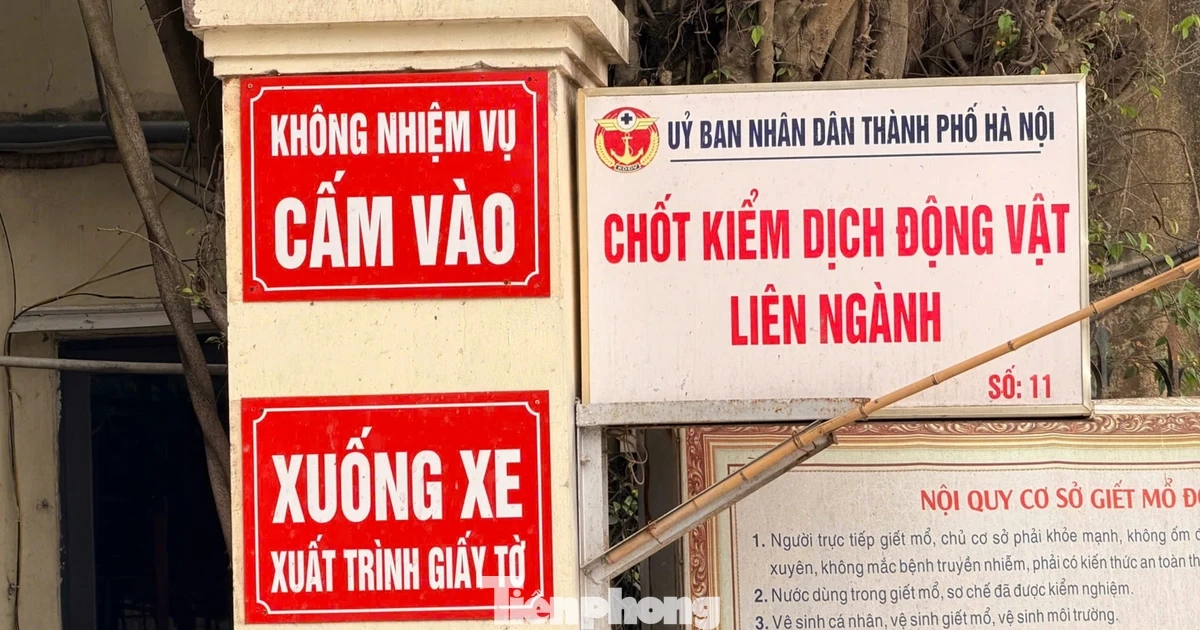 KHÔNG NHIỆM VỤ
CẤM VÀO
XUỐNG XE
XUẤT TRÌNH GIẤY TỜ
UỶ BAN NHÂN DÂN THÀNH PHỐ HÀ NỘI
CHỐT KIỂM DỊCH ĐỘNG VẬT
LIÊN NGÀNH
SỐ: 11
NỘI QUY CƠ SỞ GIẾT MỔ
1. Người trực tiếp giết mổ, chủ cơ sở phải khỏe mạnh, không ốm
xuyên, không mắc bệnh truyền nhiễm, phải có kiến thức an toàn
2. Nước dùng trong giết mổ, sơ chế đã được kiểm nghiệm.
3. Vệ sinh cá nhân, vệ sinh giết mổ, vệ sinh môi trường.
Tiền phong